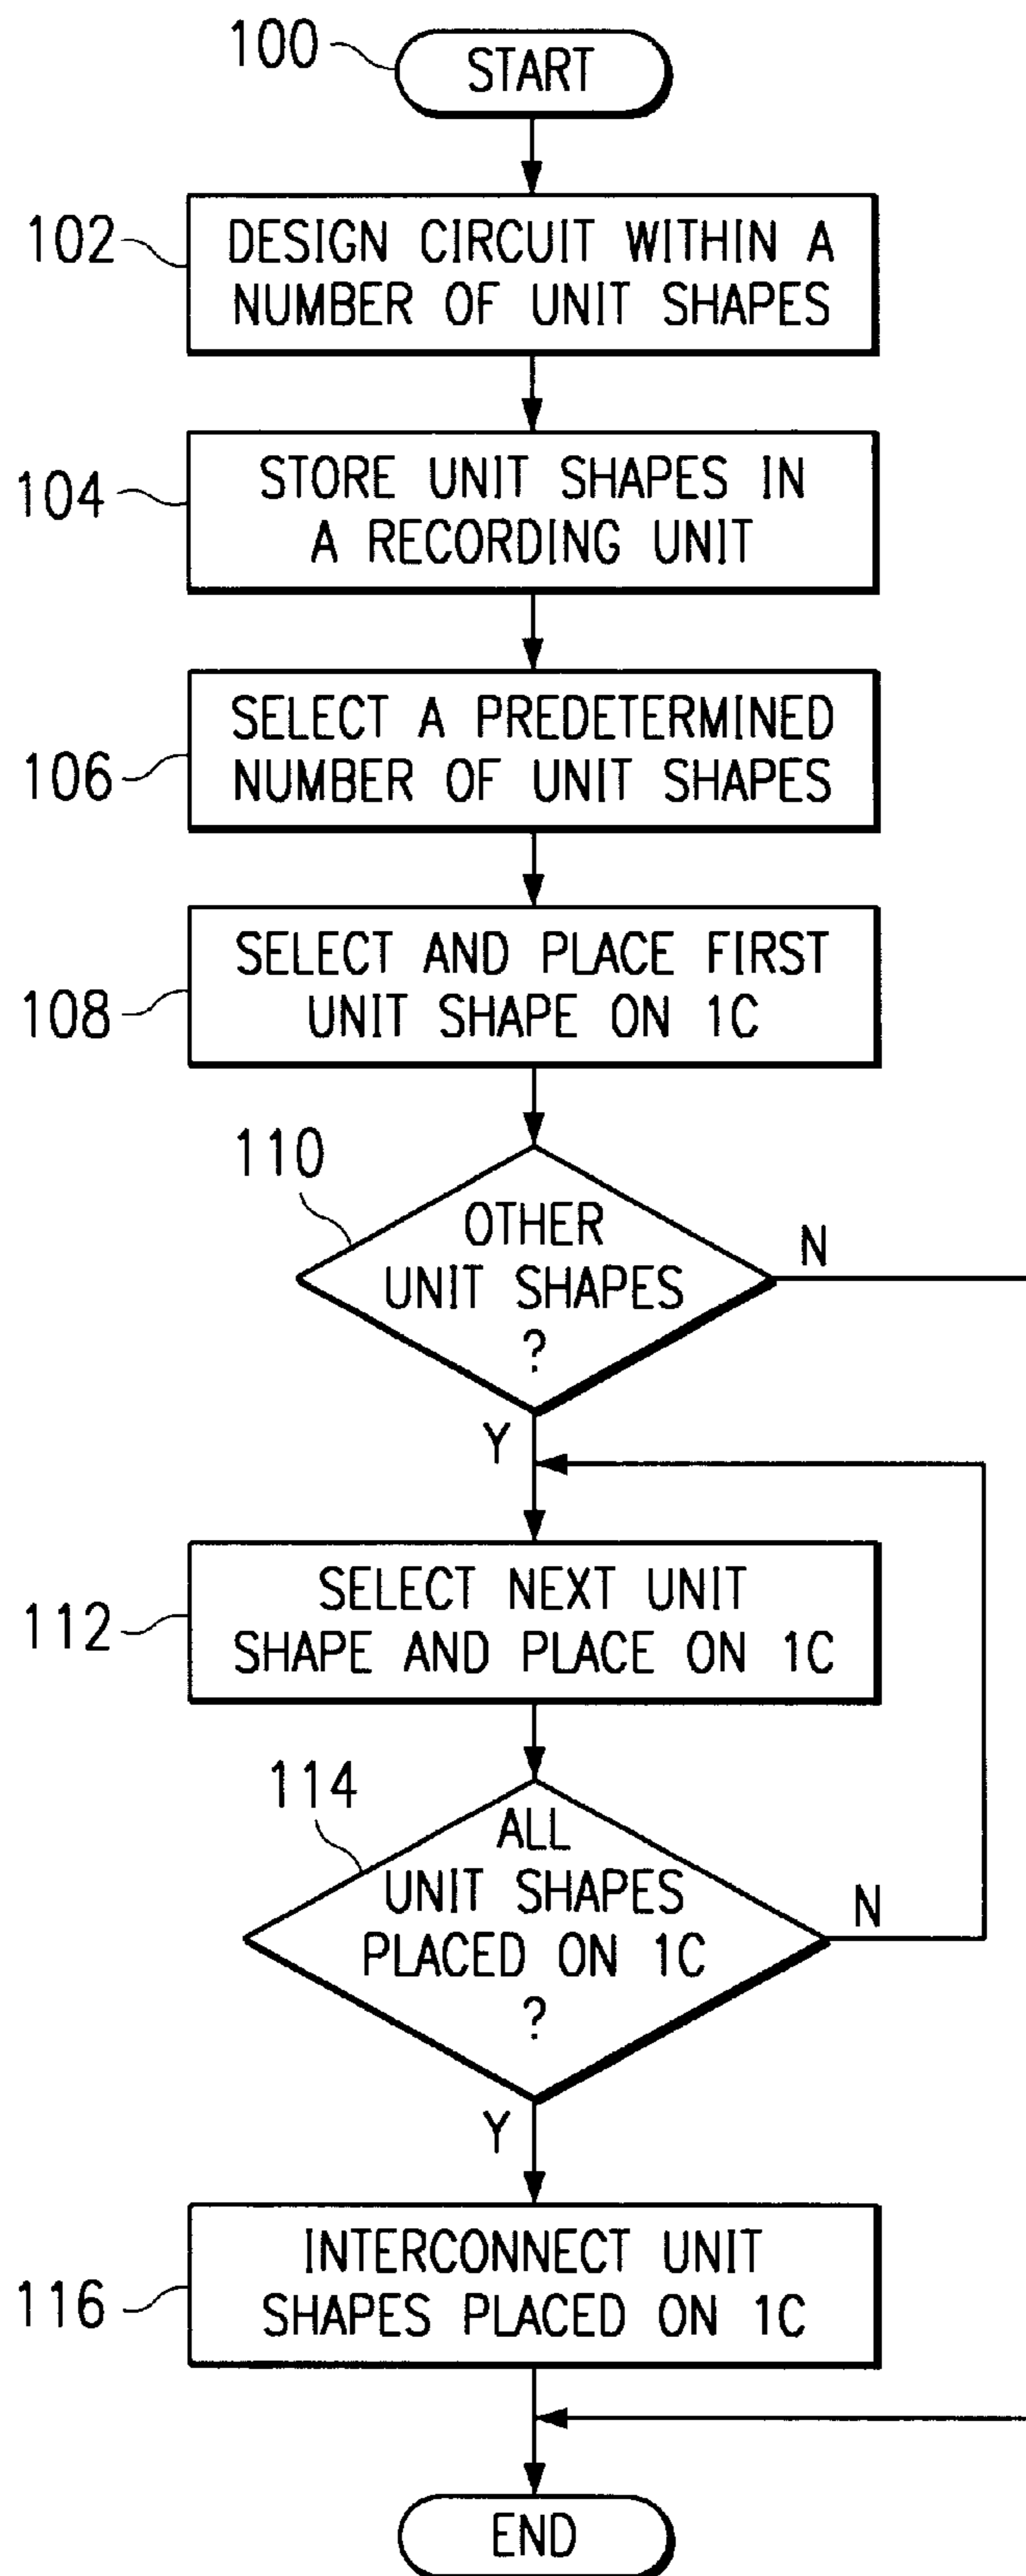 100
START
102
DESIGN CIRCUIT WITHIN A
NUMBER OF UNIT SHAPES
104
STORE UNIT SHAPES IN
A RECORDING UNIT
106
SELECT A PREDETERMINED
NUMBER OF UNIT SHAPES
108
SELECT AND PLACE FIRST
UNIT SHAPE ON 1C
110
OTHER
UNIT SHAPES
?
N
Y
112
SELECT NEXT UNIT
SHAPE AND PLACE ON 1C
114
ALL
UNIT SHAPES
PLACED ON 1C
?
N
Y
116
INTERCONNECT UNIT
SHAPES PLACED ON 1C
END